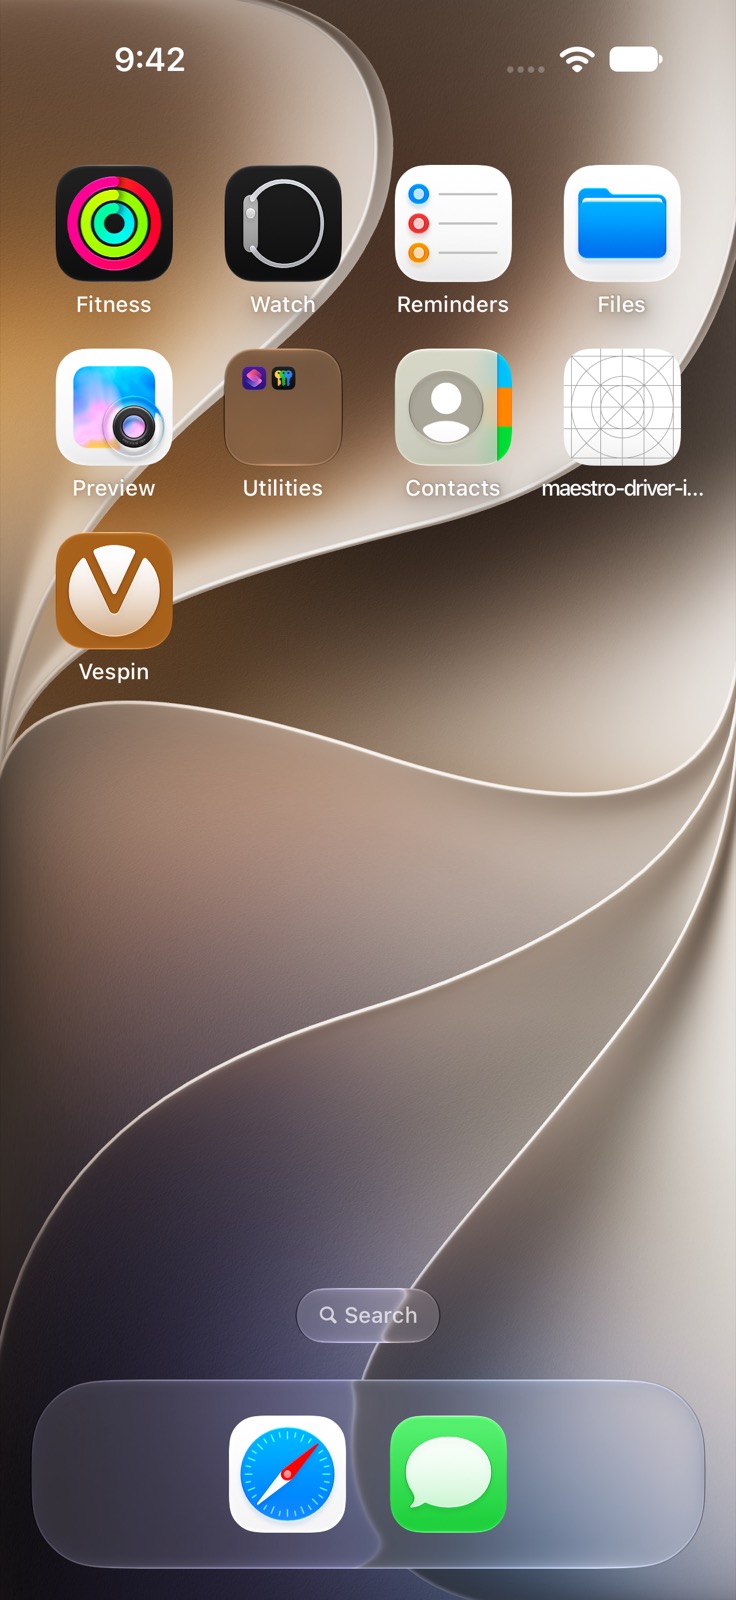 9:42
Fitness
Watch
Reminders
Files
Preview
Utilities
Contacts
maestro-driver-i...
Vespin
Search